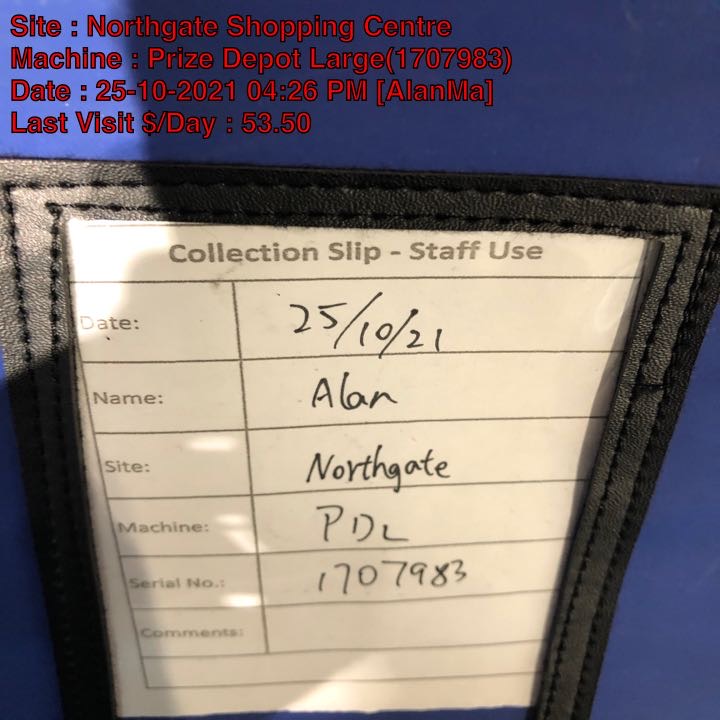 Site : Northgate Shopping Centre
Machine : Prize Depot Large(1707983)
Date : 25-10-2021 04:26 PM [AlanMa]
Last Visit $/Day : 53.50
Collection Slip - Staff Use
Date: 25/10/21
Name: Alan
Site: Northgate
Machine: PDL
Serial No.: 1707983
Comments: